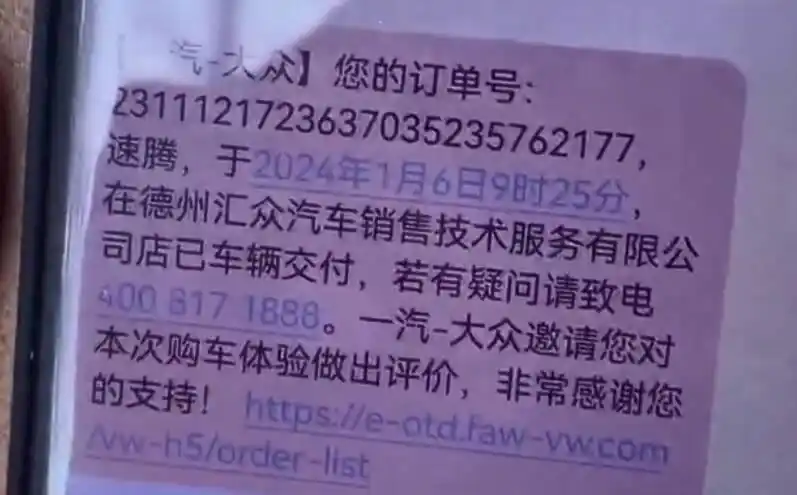 汽-大众】您的订单号:
23111217236370352357​62177,
速腾，于2024年1月6日9时25分，
在德州汇众汽车销售技术服务有限公
司店已车辆交付，若有疑问请致电
400 817 1888。一汽-大众邀请您对
本次购车体验做出评价，非常感谢您
的支持！ https://e-otd.faw-vw.com
/vw-h5/order-list